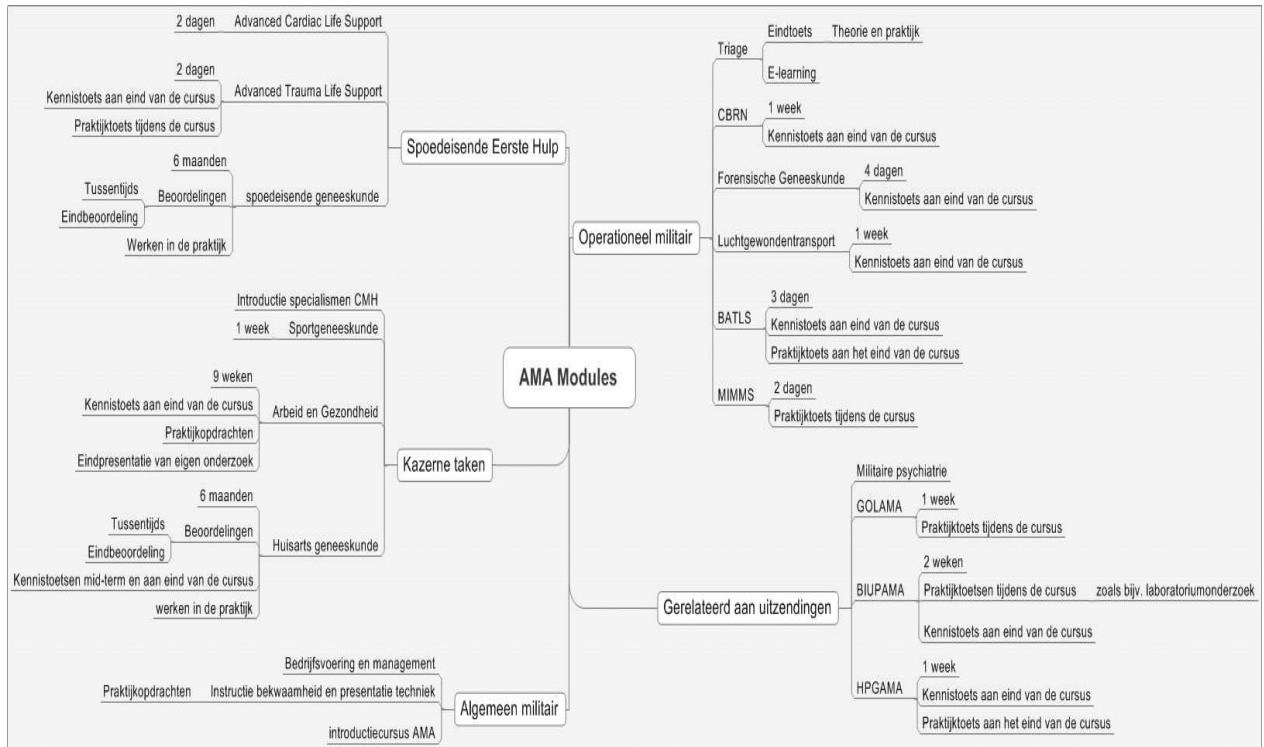 AMA Modules
Spoedeisende Eerste Hulp
Advanced Cardiac Life Support
2 dagen
Advanced Trauma Life Support
2 dagen
Kennistoets aan eind van de cursus
Praktijktoets tijdens de cursus
spoedeisende geneeskunde
6 maanden
Beoordelingen
Tussentijds
Eindbeoordeling
Werken in de praktijk
Kazerne taken
Introductie specialismen CMH
Sportgeneeskunde
1 week
Arbeid en Gezondheid
9 weken
Kennistoets aan eind van de cursus
Praktijkopdrachten
Eindpresentatie van eigen onderzoek
Huisarts geneeskunde
6 maanden
Beoordelingen
Tussentijds
Eindbeoordeling
Kennistoetsen mid-term en aan eind van de cursus
werken in de praktijk
Algemeen militair
Bedrijfsvoering en management
Instructie bekwaamheid en presentatie techniek
Praktijkopdrachten
introductiecursus AMA
Operationeel militair
Triage
Eindtoets
Theorie en praktijk
E-learning
CBRN
1 week
Kennistoets aan eind van de cursus
Forensische Geneeskunde
4 dagen
Kennistoets aan eind van de cursus
Luchtgewondentransport
1 week
Kennistoets aan eind van de cursus
BATLS
3 dagen
Kennistoets aan eind van de cursus
Praktijktoets aan het eind van de cursus
MIMMS
2 dagen
Praktijktoets tijdens de cursus
Gerelateerd aan uitzendingen
Militaire psychiatrie
GOLAMA
1 week
Praktijktoets tijdens de cursus
BIUPAMA
2 weken
Praktijktoetsen tijdens de cursus
zoals bijv. laboratoriumonderzoek
Kennistoets aan eind van de cursus
HPGAMA
1 week
Kennistoets aan eind van de cursus
Praktijktoets aan het eind van de cursus